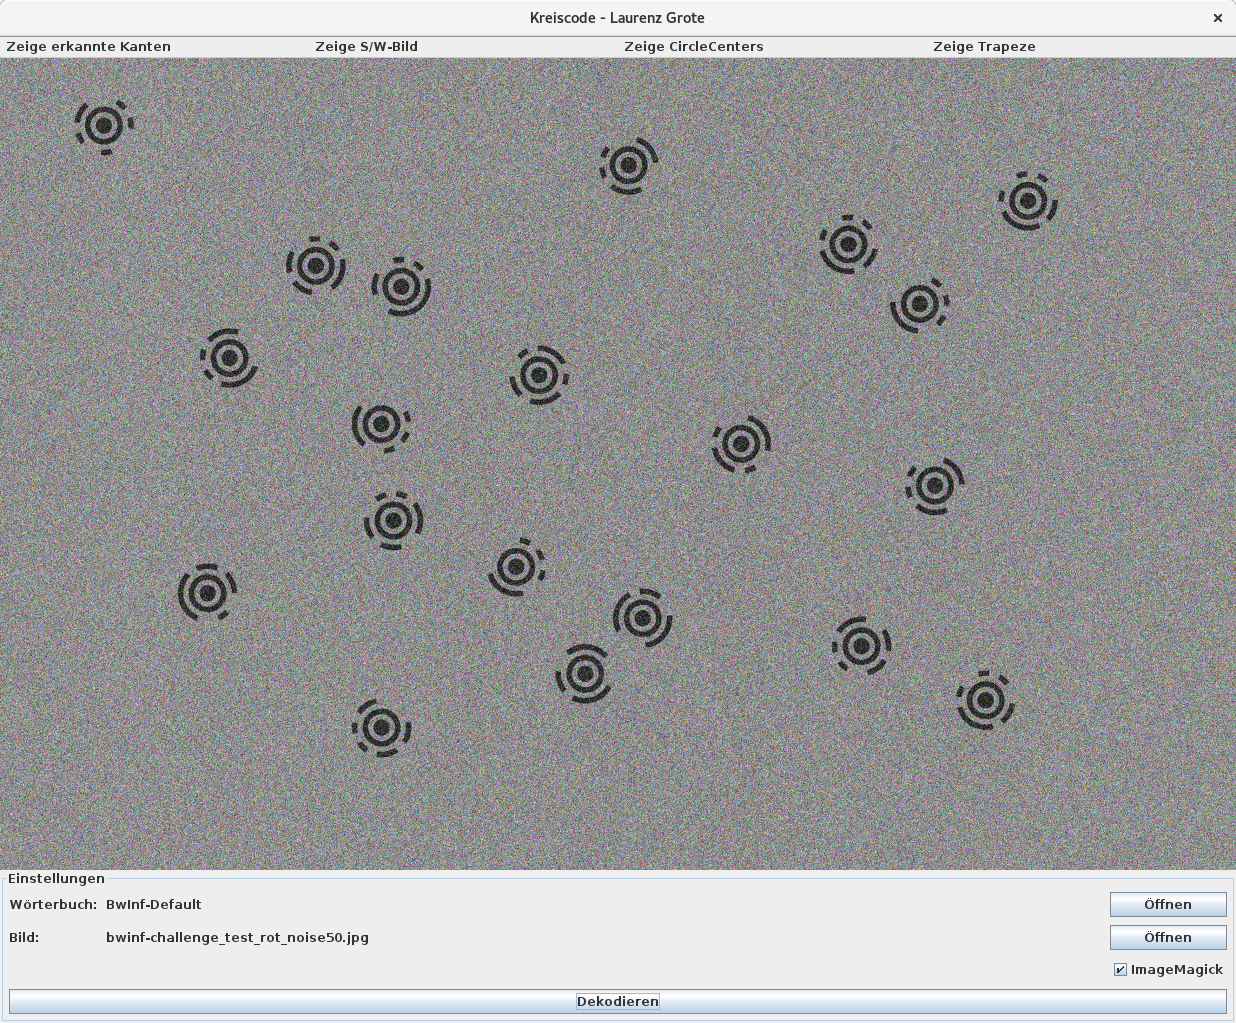 Kreiscode - Laurenz Grote
Zeige erkannte Kanten Zeige S/W-Bild Zeige CircleCenters Zeige Trapeze
Einstellungen
Wörterbuch: BwInf-Default Öffnen
Bild: bwinf-challenge_test_rot_noise50.jpg Öffnen
ImageMagick
Dekodieren